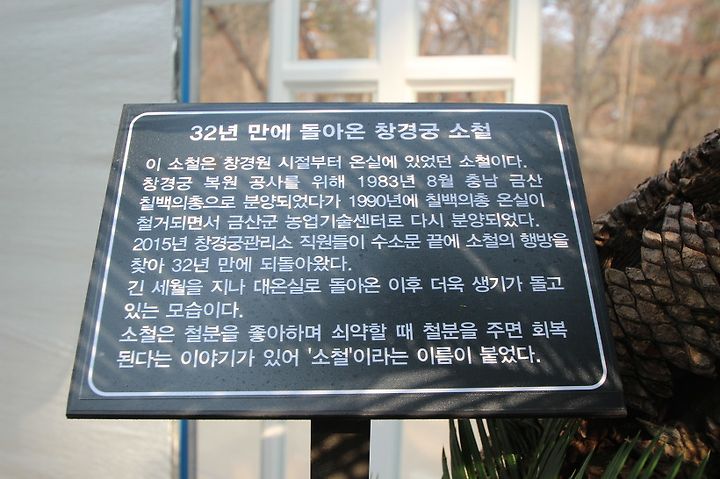 32년 만에 돌아온 창경궁 소철
이 소철은 창경원 시절부터 온실에 있었던 소철이다.
창경궁 복원 공사를 위해 1983년 8월 충남 금산
칠백의총으로 분양되었다가 1990년에 칠백의총 온실이
철거되면서 금산군 농업기술센터로 다시 분양되었다.
2015년 창경궁관리소 직원들이 수소문 끝에 소철의 행방을
찾아 32년 만에 되돌아왔다.
긴 세월을 지나 대온실로 돌아온 이후 더욱 생기가 돌고
있는 모습이다.
소철은 철분을 좋아하며 쇠약할 때 철분을 주면 회복
된다는 이야기가 있어 '소철'이라는 이름이 붙었다.